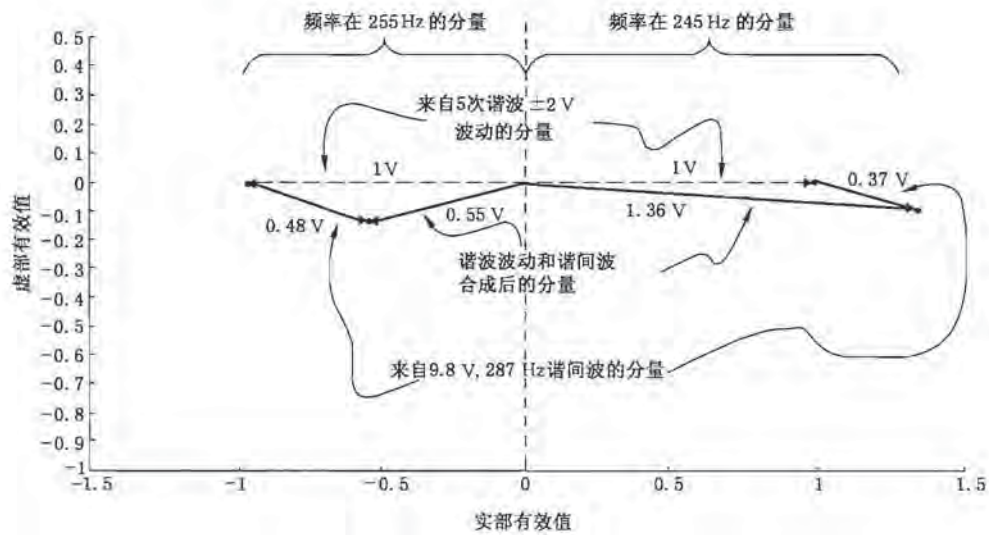 频率在 255 Hz 的分量
频率在 245 Hz 的分量
0.5
0.4
0.3
0.2
0.1
0
-0.1
-0.2
-0.3
-0.4
-0.5
-0.6
-0.7
-0.8
-0.9
-1
虚部有效值
来自5次谐波 ±2 V
波动的分量
1 V
1 V
0.37 V
0.48 V
0.55 V
1.36 V
谐波波动和谐间波
合成后的分量
来自9.8 V, 287 Hz谐间波的分量
-1.5
-1
-0.5
0
0.5
1
1.5
实部有效值